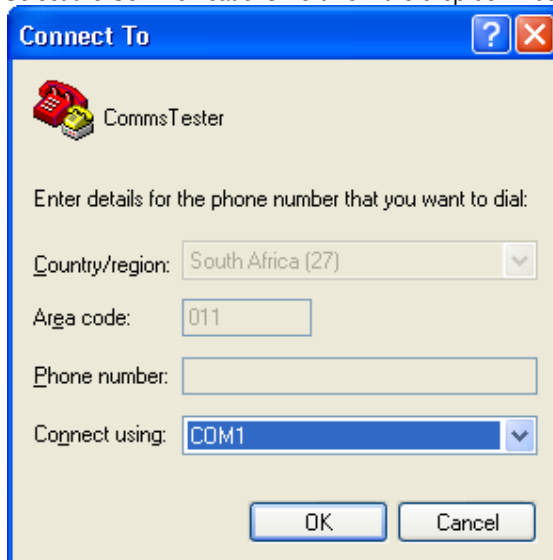 Connect To
CommsTester
Enter details for the phone number that you want to dial:
Country/region: South Africa (27)
Area code: 011
Phone number:
Connect using: COM1
OK Cancel